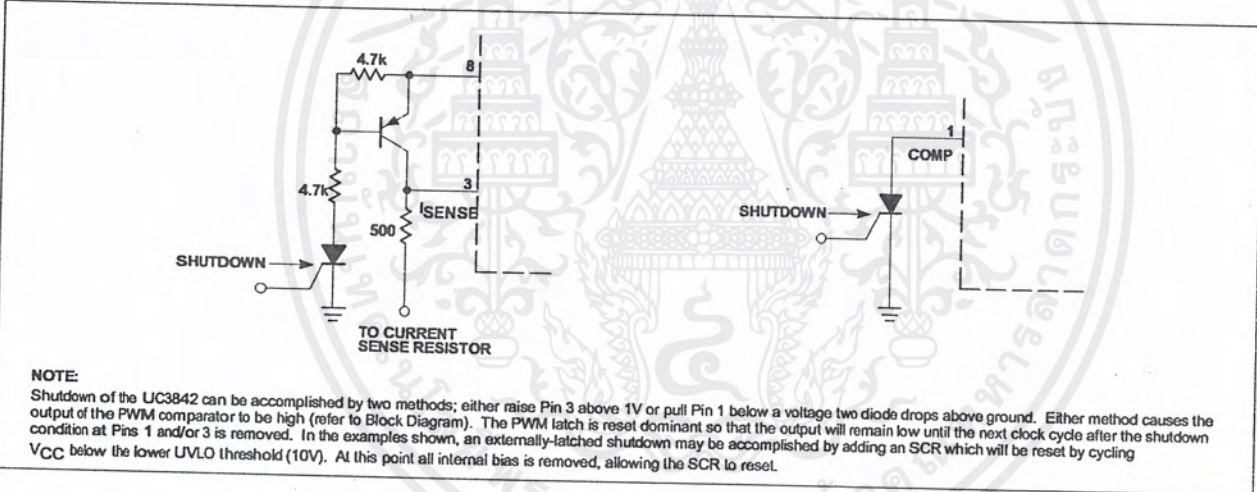 4.7k
8
4.7k
3
ISENSE
500
SHUTDOWN
TO CURRENT
SENSE RESISTOR
1
COMP
SHUTDOWN
NOTE:
Shutdown of the UC3842 can be accomplished by two methods; either raise Pin 3 above 1V or pull Pin 1 below a voltage two diode drops above ground. Either method causes the
output of the PWM comparator to be high (refer to Block Diagram). The PWM latch is reset dominant so that the output will remain low until the next clock cycle after the shutdown
condition at Pins 1 and/or 3 is removed. In the examples shown, an externally-latched shutdown may be accomplished by adding an SCR which will be reset by cycling
VCC below the lower UVLO threshold (10V). At this point all internal bias is removed, allowing the SCR to reset.